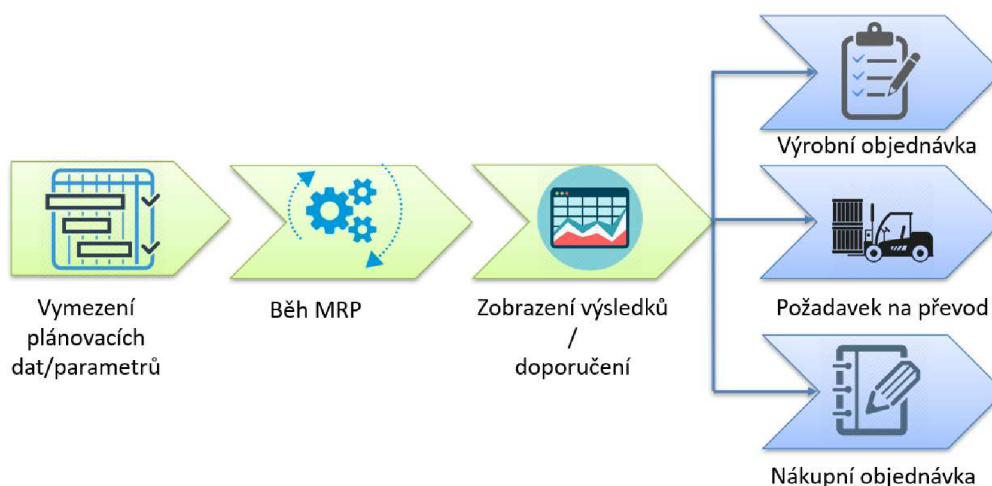 Vymezení
plánovacích
dat/parametrů
Běh MRP
Zobrazení výsledků
/
doporučení
Výrobní objednávka
Požadavek na převod
Nákupní objednávka